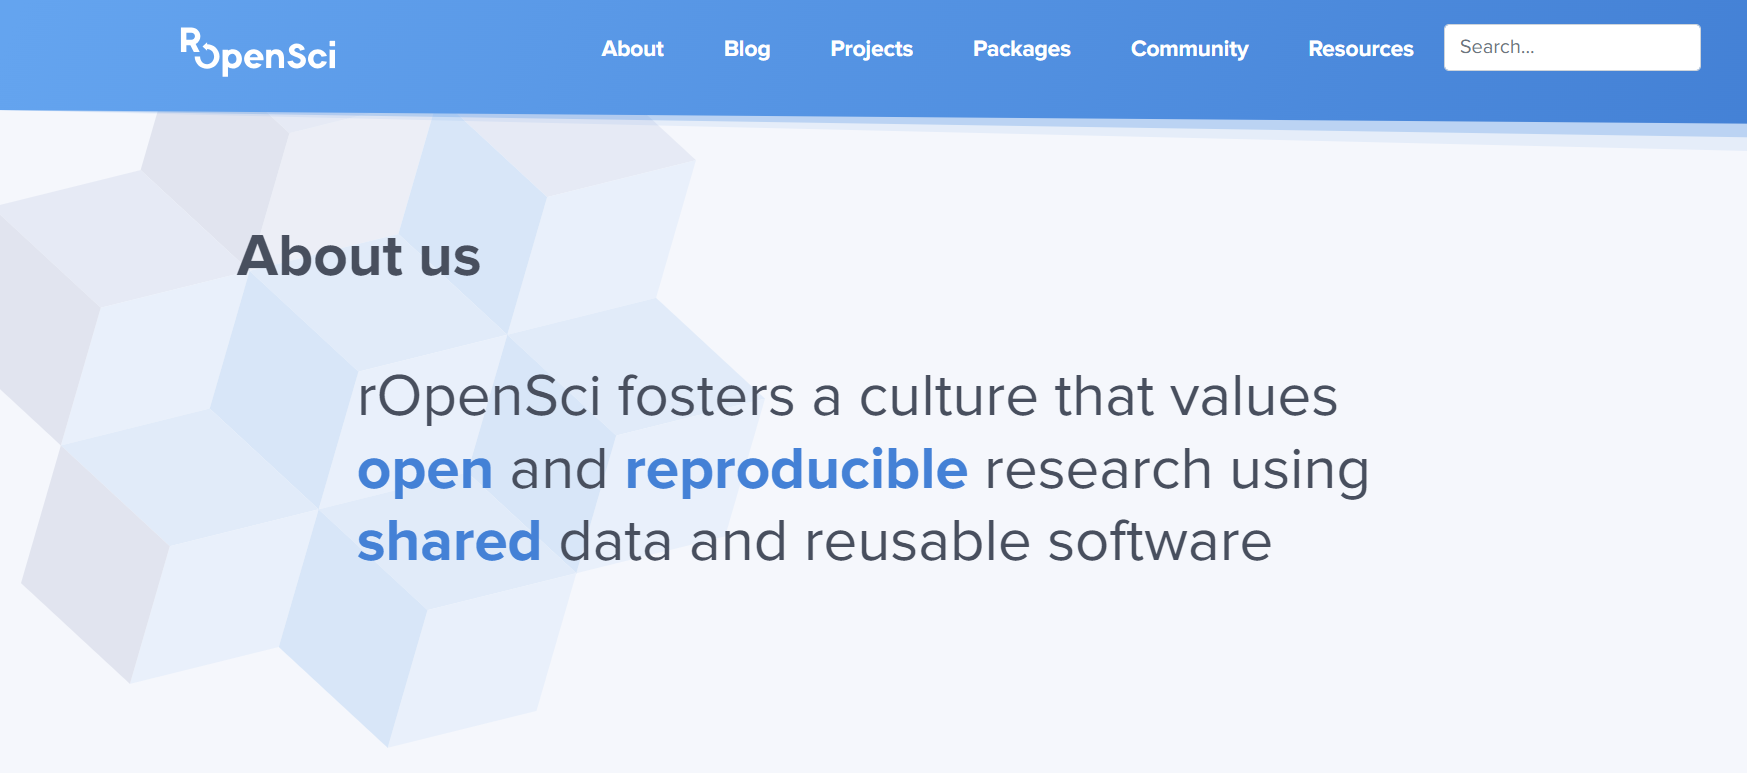 ROpenSci
About Blog Projects Packages Community Resources Search...
About us
rOpenSci fosters a culture that values
open and reproducible research using
shared data and reusable software